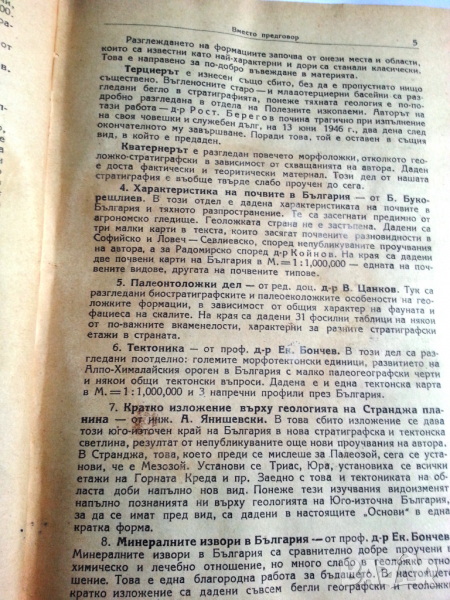 Вместо предговор
5
Разглеждането на формациите започва от онези места и области,
които са известни като най-характерни и дори са станали класически.
Това е направено за по-добро въвеждане в материята.
Терциерът е изнесен също сбито, без да е пропуснато нищо
съществено. Въгленосните старо — и младотерциерни басейни са раз-
гледани бегло в стратиграфията, понеже тяхната геология е по-по-
дробно разгледана в отдела на Полезните изкопаеми. Авторът на
тази работа — д-р Рост. Берегов почина трагично при изпълнение
на своя човешки и служебен дълг, на 13 юни 1946 г., два дена след
окончателното му завършване. Поради това, той е оставен в същия
вид, в който е предаден.
Кватернерът е разгледан повечето морфоложки, отколкото гео-
ложко-стратиграфски в зависимост от схващанията на автора. Даден
е доста фактически и теоритически материал. Този дел от нашата
стратиграфия е въобще твърде слабо проучен до сега.
4. Характеристика на почвите в България — от Б. Буко-
решлиев. В този отдел е дадена характеристиката на почвите в
България и тяхното разпространение. Те са засегнати предимно от
агрономско гледище. Геоложката страна не е застъпена. Дадени са
три малки карти в текста, които засягат почвените разновидности в
Софийско и Ловеч — Севлиевско, според непубликуваните проучвания
на автора, а за Радомирско според д-р Койнов. На края са дадени
две почвени карти на България в М. = 1 : 1,000,000 — едната на поч-
вените видове, другата на почвените типове.
5. Палеонтоложки дел — от ред. доц. д-р В. Цанков. Тук са
разгледани биостратиграфските и палеоеколожките особености на гео-
ложките формации, в зависимост от общия характер на фауната и
фациеса на скалите. На края са дадени 31 фосилни таблици на някои
от по-важните вкаменелости, характерни за разните стратиграфски
етажи в страната.
6. Тектоника — от проф. д-р Ек. Бончев. В този дел са раз-
гледани поотделно: големите морфотектонски единици, развитието на
Алпо-Хималайския ороген в България с малко палеогеографски черти
и някои общи тектонски въпроси. Дадена е и една тектонска карта
в М. = 1 : 1,000,000 и 3 напречни профили през България.
7. Кратко изложение върху геологията на Странджа пла-
нина — от инж. А. Янишевски. В това сбито изложение се дава
този юго-източен край на България в нова стратиграфска и тектонска
светлина, резултат от непубликуваните още нови проучвания на автора.
В Странджа, това, което преди се мислеше за Палеозой, сега се уста-
нови, че е Мезозой. Установи се Триас, Юра, установиха се всички
етажи на Горната Креда и пр. Заедно с това и тектониката на об-
ласта доби напълно нов вид. Понеже тези изучавания видоизменят
напълно познанията ни върху геологията на Юго-източна България,
за да се имат пред вид, са дадени в настоящите „Основи“ в една
кратка форма.
8. Минералните извори в България — от проф. д-р Ек. Бончев
Минералните извори в България са сравнително добре проучени в
химическо и лечебно отношение, но много слабо в геоложко отно-
шение. Това е една благородна работа за бъдащето. В настоящет
кратко изложение са дадени съвсем бегли геоложки и географс